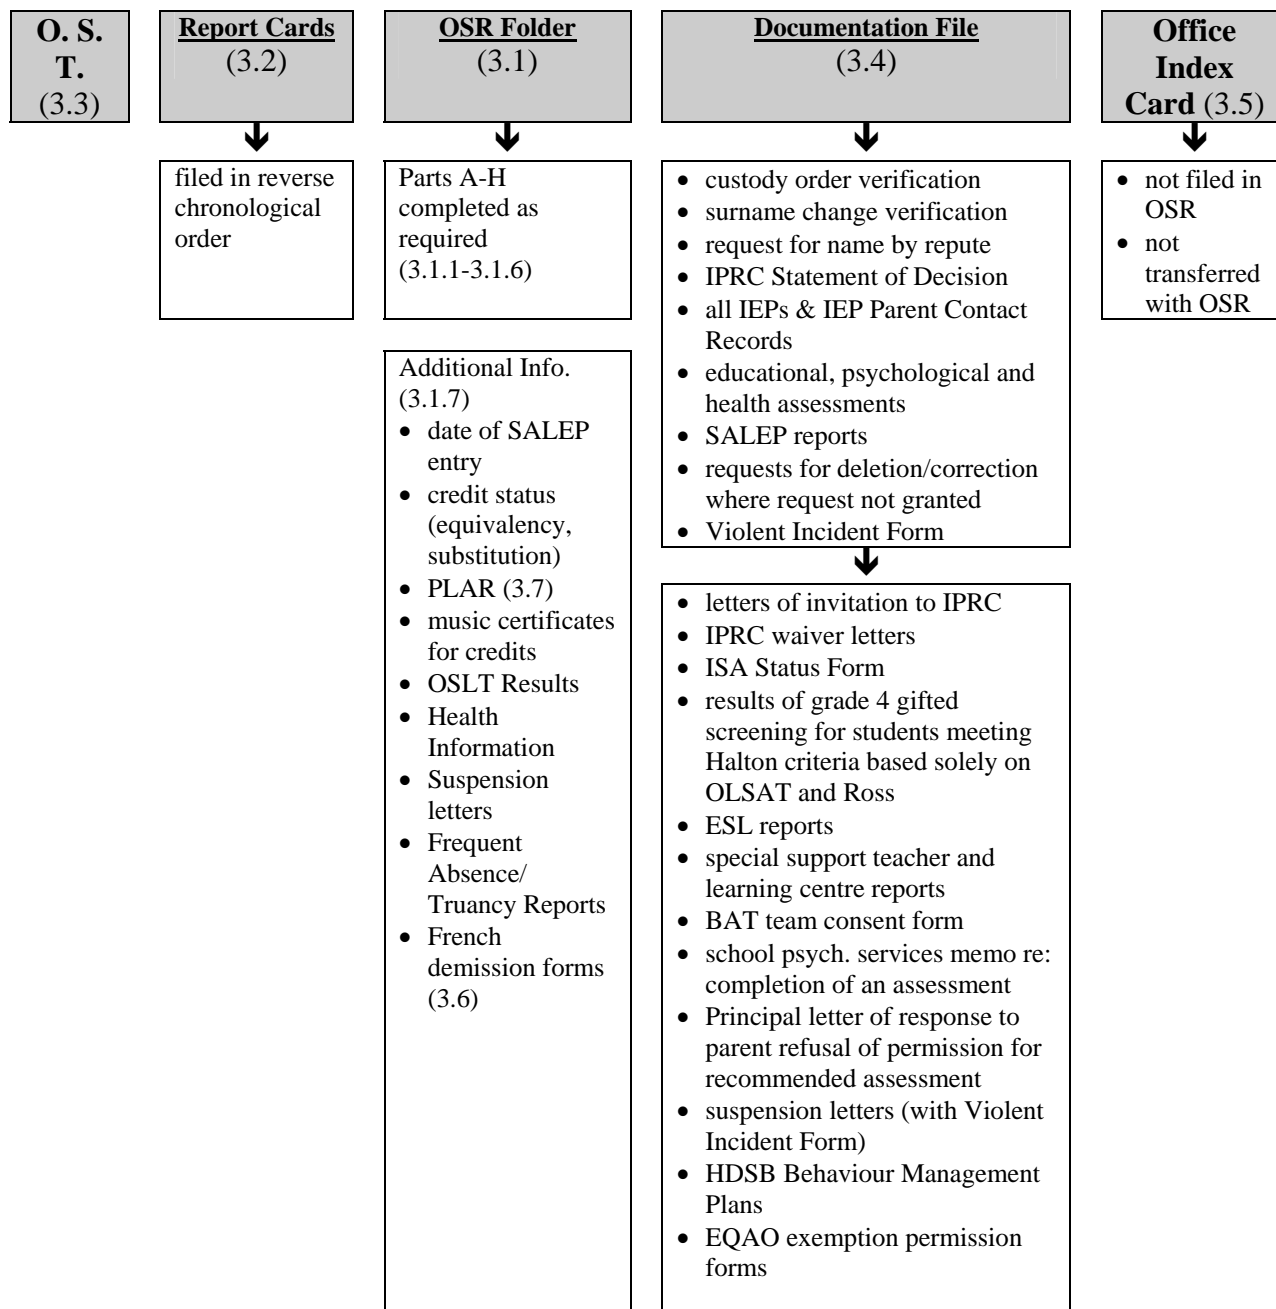 O. S.
T.
(3.3)
Report Cards
(3.2)
OSR Folder
(3.1)
Documentation File
(3.4)
Office
Index
Card (3.5)
filed in reverse
chronological
order
Parts A-H
completed as
required
(3.1.1-3.1.6)
Additional Info.
(3.1.7)
• date of SALEP
entry
• credit status
(equivalency,
substitution)
• PLAR (3.7)
• music certificates
for credits
• OSLT Results
• Health
Information
• Suspension
letters
• Frequent
Absence/
Truancy Reports
• French
demission forms
(3.6)
• custody order verification
• surname change verification
• request for name by repute
• IPRC Statement of Decision
• all IEPs & IEP Parent Contact
Records
• educational, psychological and
health assessments
• SALEP reports
• requests for deletion/correction
where request not granted
• Violent Incident Form
• letters of invitation to IPRC
• IPRC waiver letters
• ISA Status Form
• results of grade 4 gifted
screening for students meeting
Halton criteria based solely on
OLSAT and Ross
• ESL reports
• special support teacher and
learning centre reports
• BAT team consent form
• school psych. services memo re:
completion of an assessment
• Principal letter of response to
parent refusal of permission for
recommended assessment
• suspension letters (with Violent
Incident Form)
• HDSB Behaviour Management
Plans
• EQAO exemption permission
forms
• not filed in
OSR
• not
transferred
with OSR